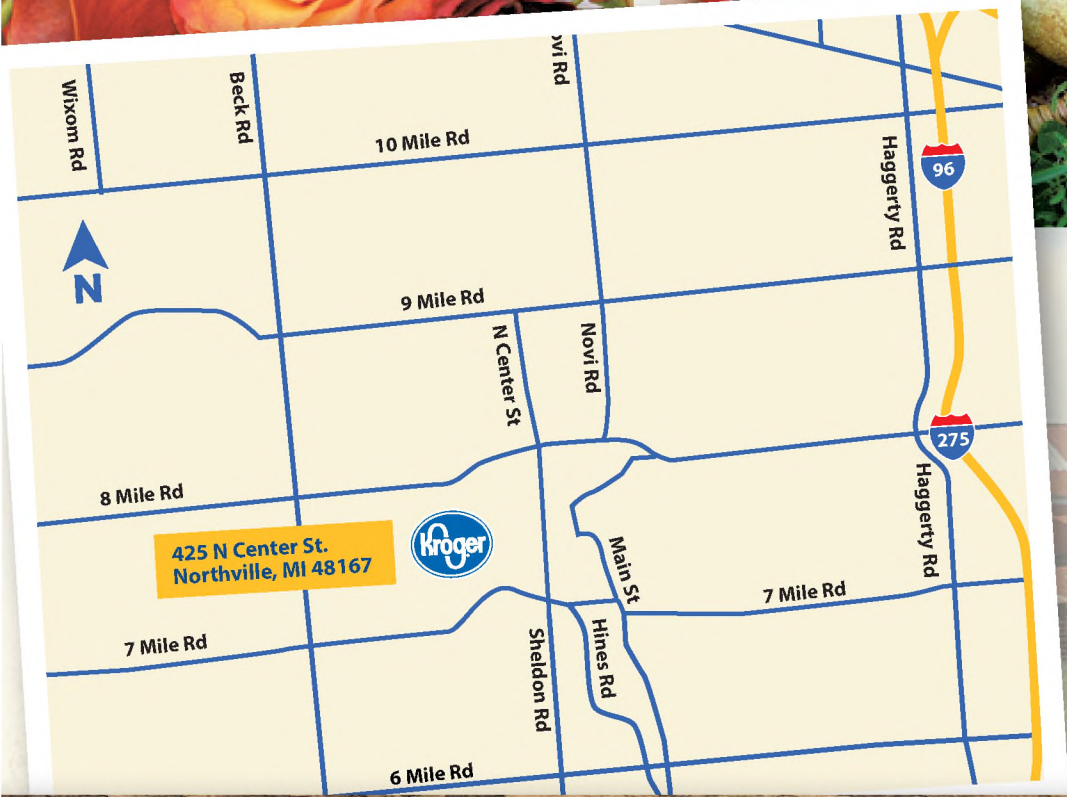 Wixom Rd
Beck Rd
10 Mile Rd
ovi Rd
Haggerty Rd
96
N
9 Mile Rd
N Center St
Novi Rd
275
8 Mile Rd
425 N Center St.
Northville, MI 48167
Kroger
Main St
Haggerty Rd
7 Mile Rd
7 Mile Rd
Sheldon Rd
Hines Rd
6 Mile Rd